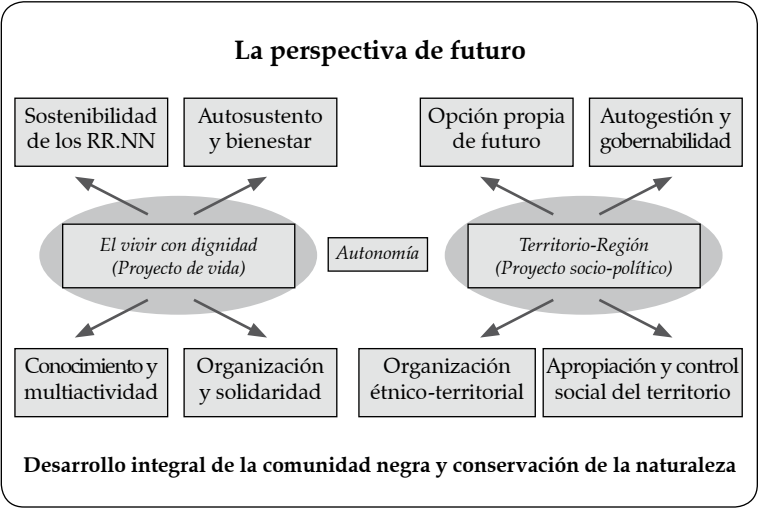 La perspectiva de futuro
Sostenibilidad
de los RR.NN
Autosustento
y bienestar
Opción propia
de futuro
Autogestión y
gobernabilidad
El vivir con dignidad
(Proyecto de vida)
Autonomía
Territorio-Región
(Proyecto socio-político)
Conocimiento y
multiactividad
Organización
y solidaridad
Organización
étnico-territorial
Apropiación y control
social del territorio
Desarrollo integral de la comunidad negra y conservación de la naturaleza